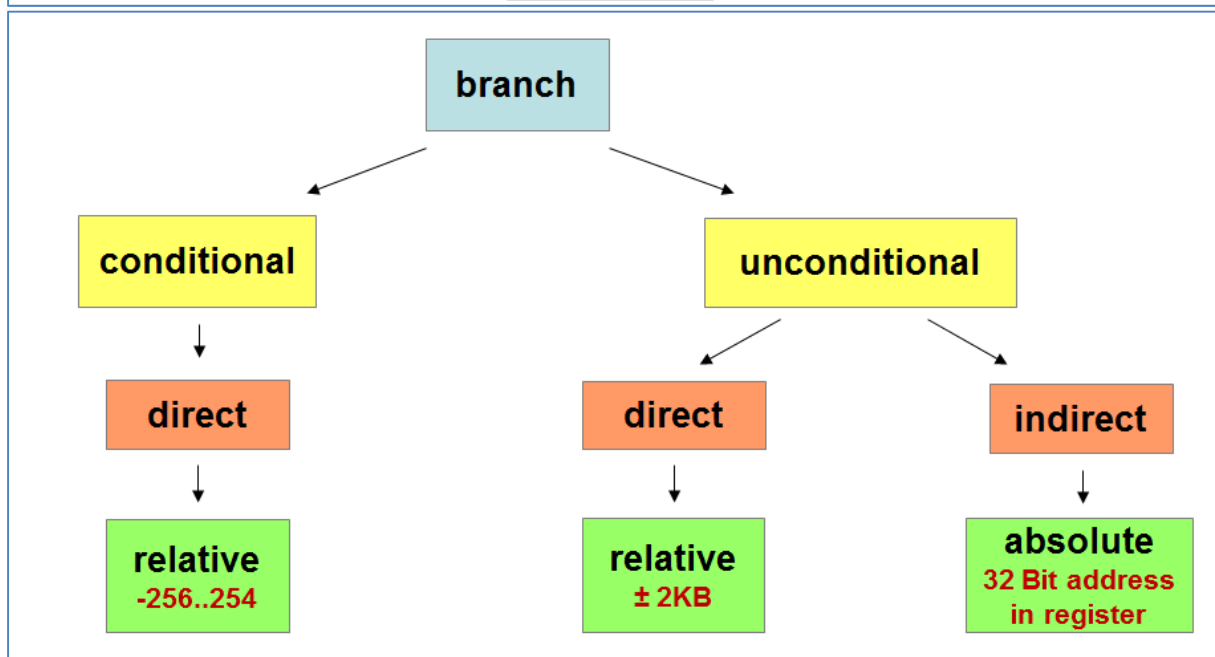 branch
conditional
unconditional
direct
direct
indirect
relative
-256..254
relative
± 2KB
absolute
32 Bit address
in register